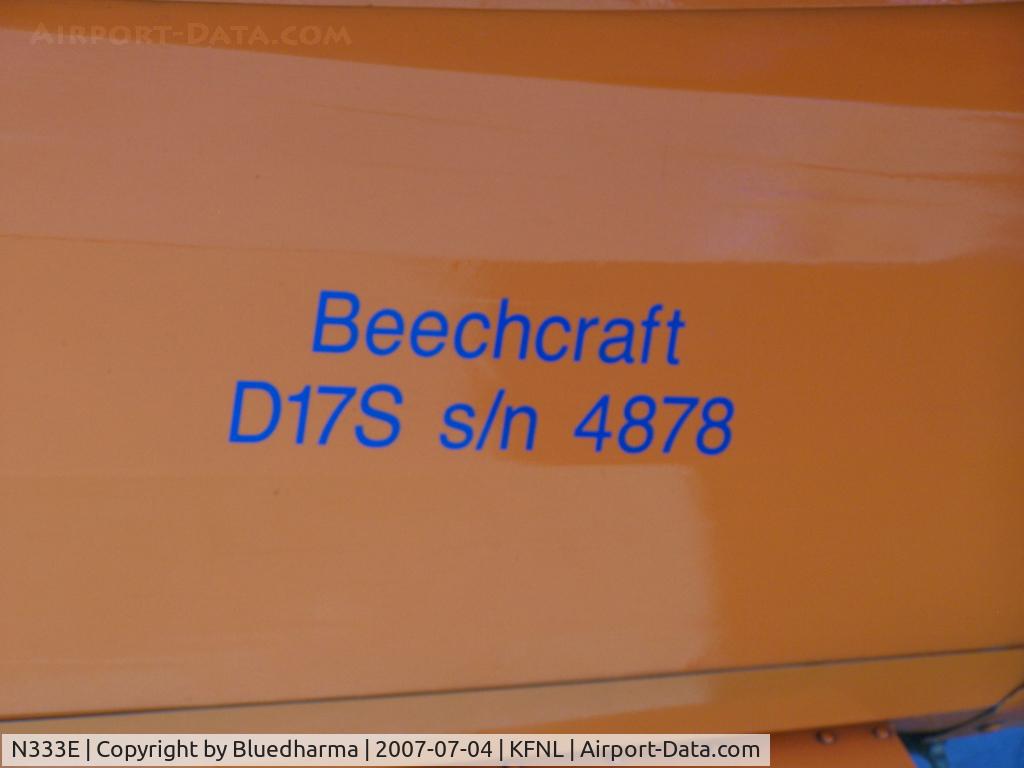 Airport-Data.com
Beechcraft
D17S s/n 4878
N333E | Copyright by Bluedharma | 2007-07-04 | KFNL | Airport-Data.com